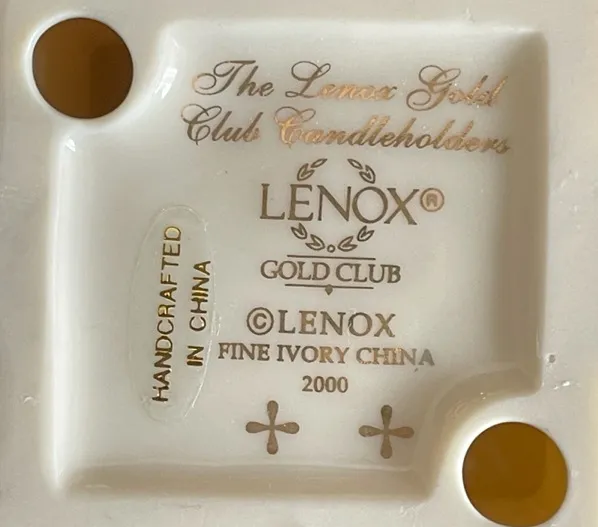 The Lenox Gold
Club Candleholders
LENOX®
GOLD CLUB
©LENOX
FINE IVORY CHINA
2000
HANDCRAFTED
IN CHINA